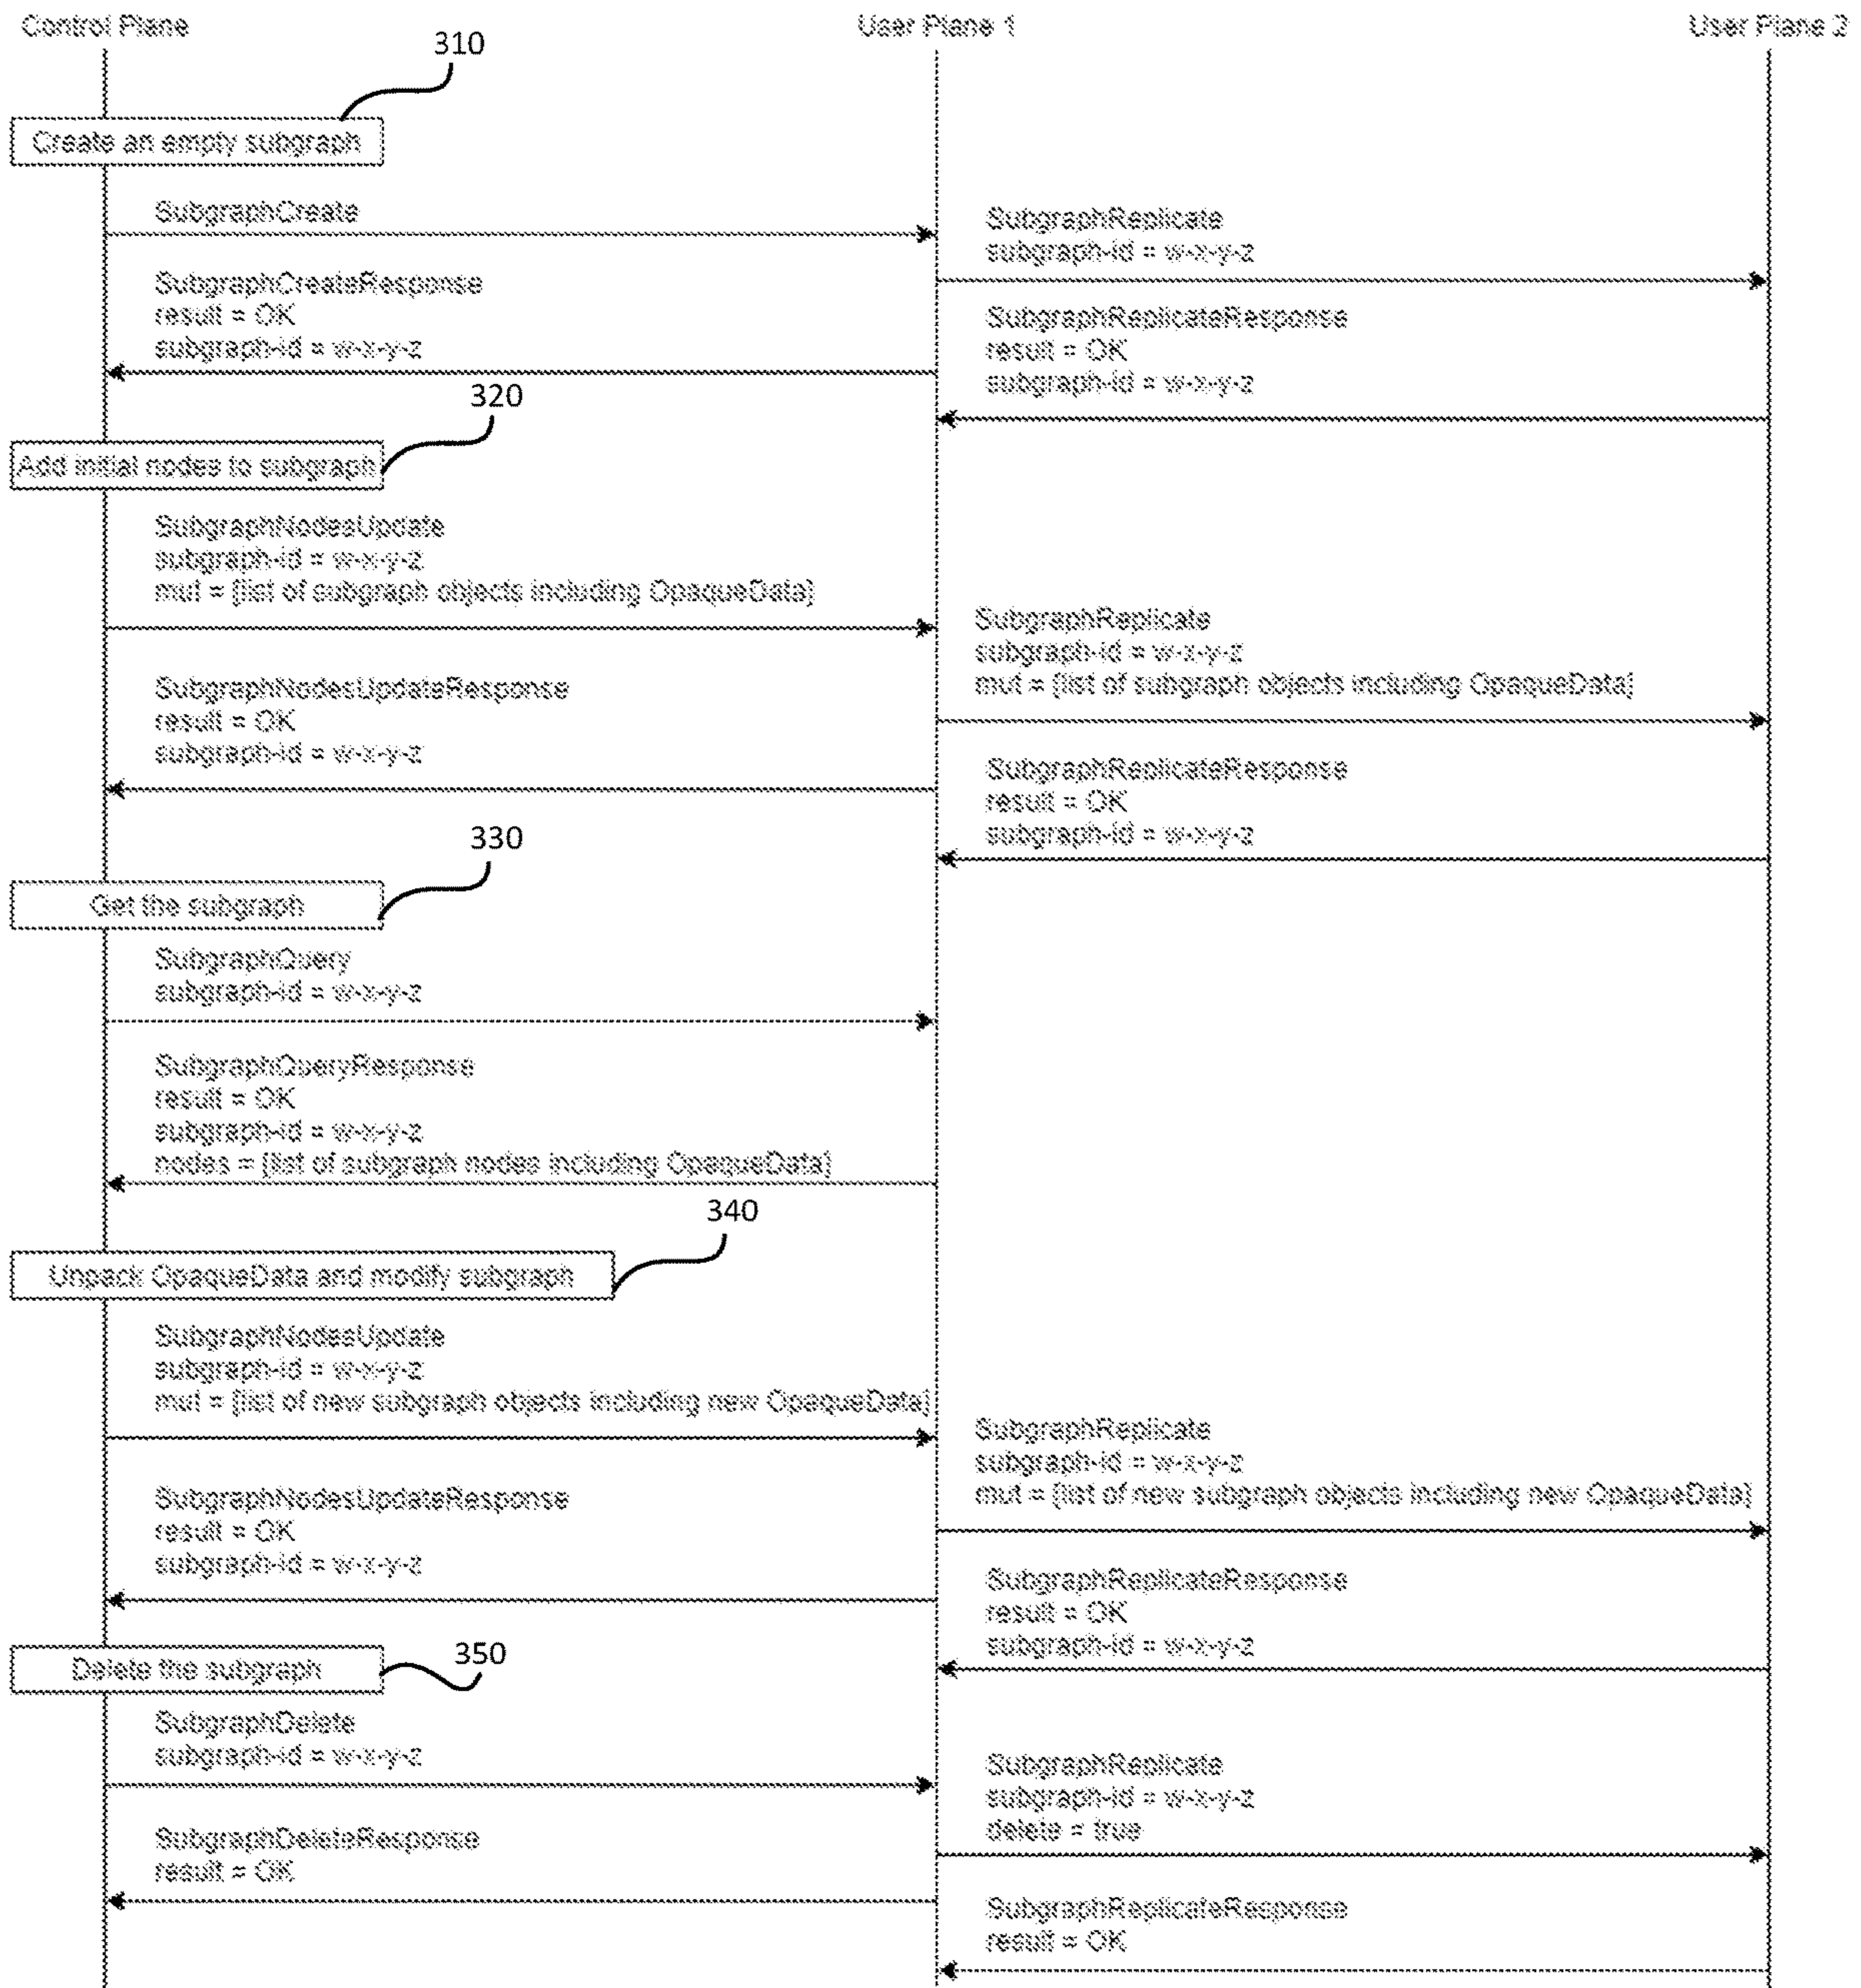 Control Plane
User Plane 1
User Plane 2
310
Create an empty subgraph
SubgraphCreate
SubgraphReplicate
subgraph-id = w-x-y-z
SubgraphCreateResponse
result = OK
subgraph-id = w-x-y-z
SubgraphReplicateResponse
result = OK
subgraph-id = w-x-y-z
320
Add initial nodes to subgraph
SubgraphNodesUpdate
subgraph-id = w-x-y-z
mut = [list of subgraph objects including OpaqueData]
SubgraphReplicate
subgraph-id = w-x-y-z
mut = [list of subgraph objects including OpaqueData]
SubgraphNodesUpdateResponse
result = OK
subgraph-id = w-x-y-z
SubgraphReplicateResponse
result = OK
subgraph-id = w-x-y-z
330
Get the subgraph
SubgraphQuery
subgraph-id = w-x-y-z
SubgraphQueryResponse
result = OK
subgraph-id = w-x-y-z
nodes = [list of subgraph nodes including OpaqueData]
340
Unpack OpaqueData and modify subgraph
SubgraphNodesUpdate
subgraph-id = w-x-y-z
mut = [list of new subgraph objects including new OpaqueData]
SubgraphReplicate
subgraph-id = w-x-y-z
mut = [list of new subgraph objects including new OpaqueData]
SubgraphNodesUpdateResponse
result = OK
subgraph-id = w-x-y-z
SubgraphReplicateResponse
result = OK
subgraph-id = w-x-y-z
350
Delete the subgraph
SubgraphDelete
subgraph-id = w-x-y-z
SubgraphReplicate
subgraph-id = w-x-y-z
delete = true
SubgraphDeleteResponse
result = OK
SubgraphReplicateResponse
result = OK